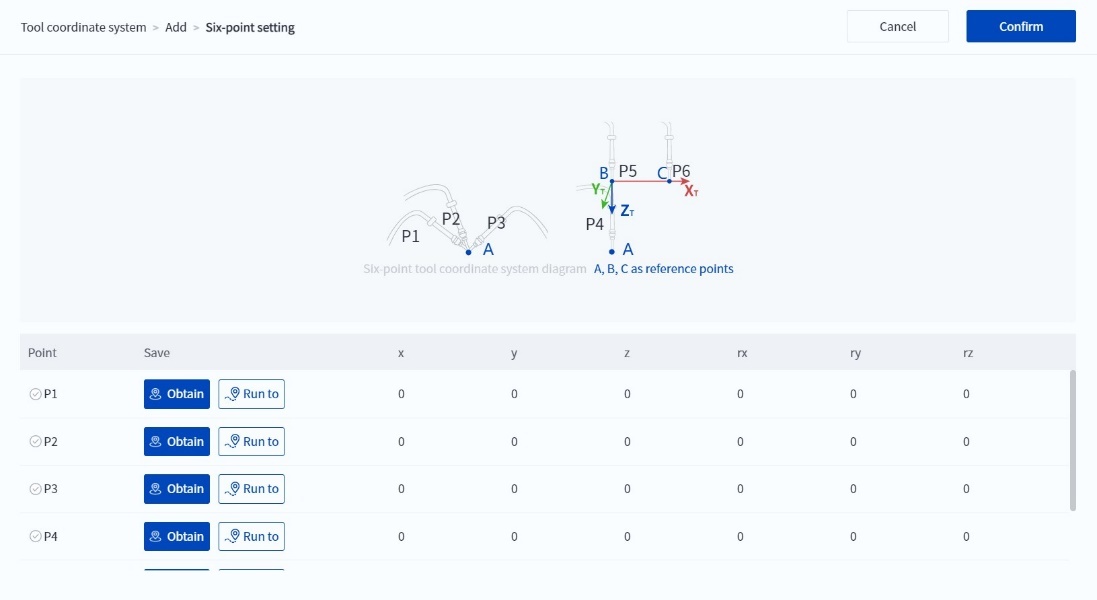 Tool coordinate system > Add > Six-point setting
Cancel
Confirm
P1
P2
P3
A
B
P5
C
P6
YT
XT
ZT
P4
A
Six-point tool coordinate system diagram A, B, C as reference points
Point Save x y z rx ry rz
P1 Obtain Run to 0 0 0 0 0 0
P2 Obtain Run to 0 0 0 0 0 0
P3 Obtain Run to 0 0 0 0 0 0
P4 Obtain Run to 0 0 0 0 0 0